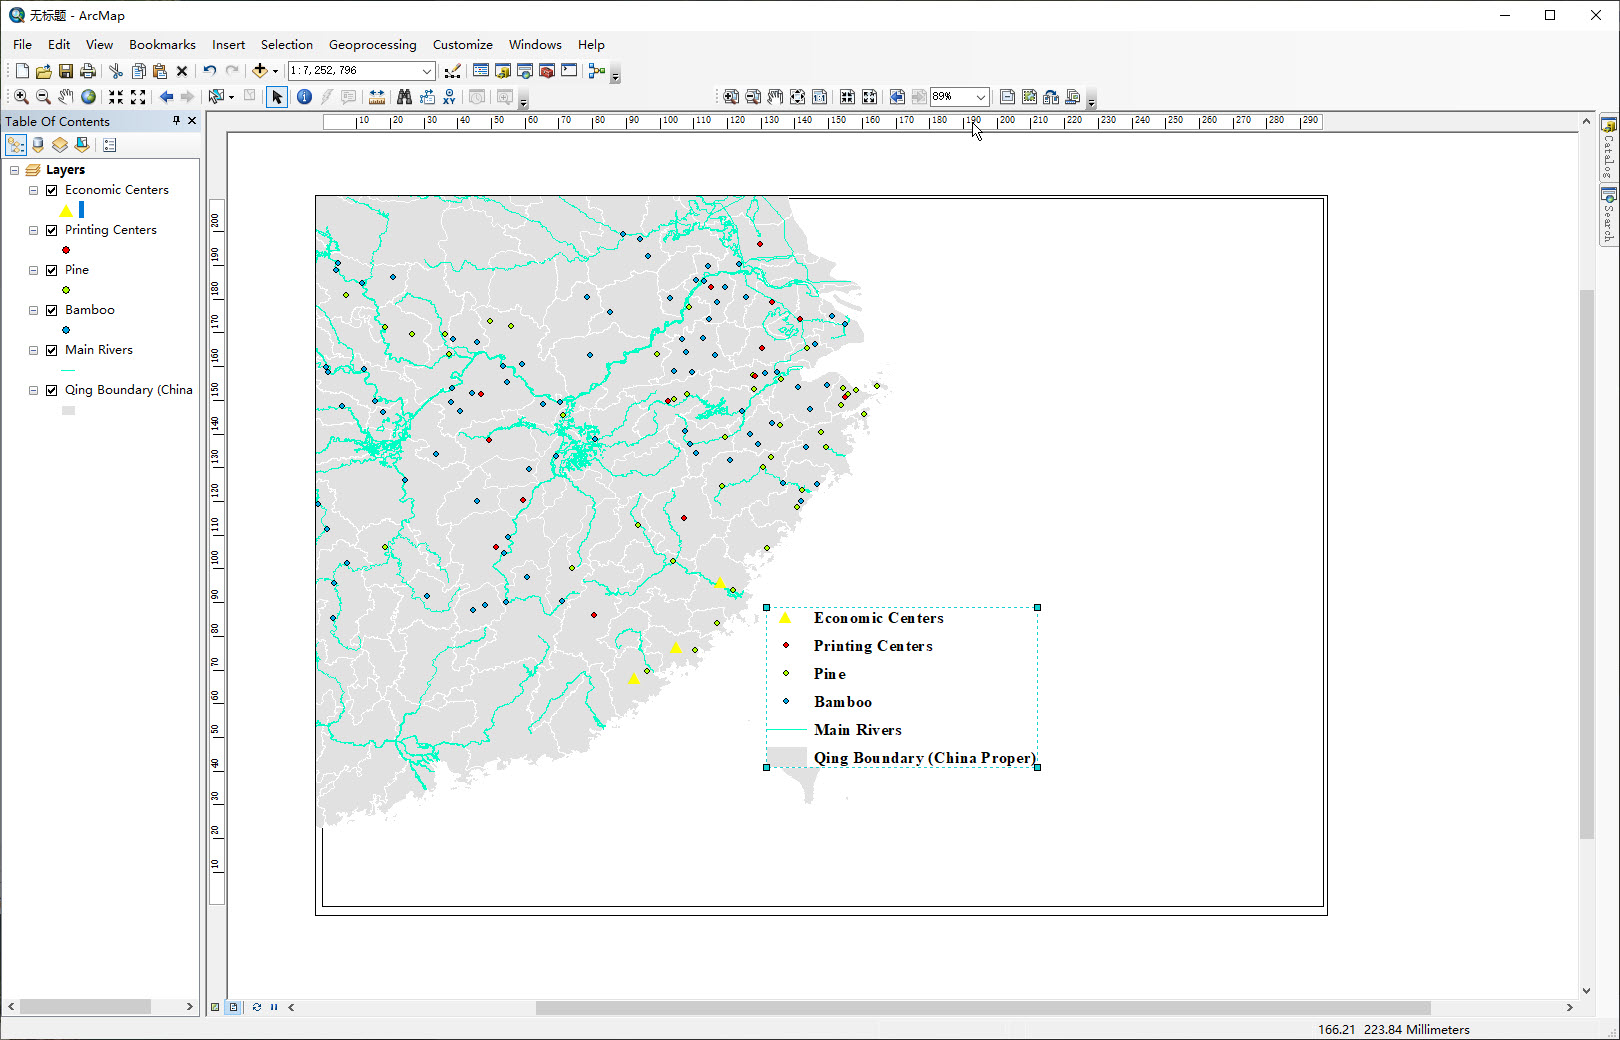 无标题 - ArcMap
File Edit View Bookmarks Insert Selection Geoprocessing Customize Windows Help
1:7,252,796
89%
Table Of Contents
10 20 30 40 50 60 70 80 90 100 110 120 130 140 150 160 170 180 190 200 210 220 230 240 250 260 270 280 290
Layers
Economic Centers
Printing Centers
Pine
Bamboo
Main Rivers
Qing Boundary (China
200
190
180
170
160
150
140
130
120
110
100
90
80
70
60
50
40
30
20
10
Economic Centers
Printing Centers
Pine
Bamboo
Main Rivers
Qing Boundary (China Proper)
Catalog
Search
166.21 223.84 Millimeters